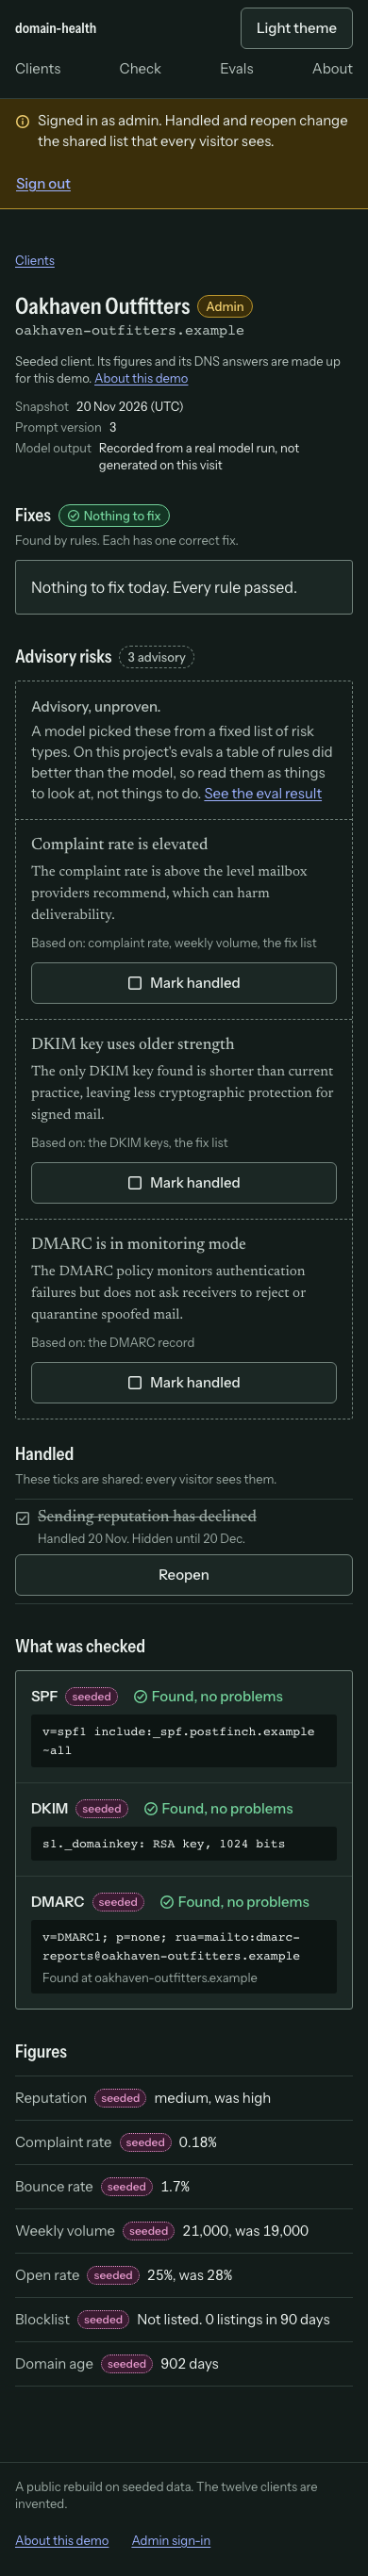 domain-health
Light theme
Clients Check Evals About
Signed in as admin. Handled and reopen change
the shared list that every visitor sees.
Sign out
Clients
Oakhaven Outfitters Admin
oakhaven-outfitters.example
Seeded client. Its figures and its DNS answers are made up
for this demo. About this demo
Snapshot 20 Nov 2026 (UTC)
Prompt version 3
Model output Recorded from a real model run, not
generated on this visit
Fixes Nothing to fix
Found by rules. Each has one correct fix.
Nothing to fix today. Every rule passed.
Advisory risks 3 advisory
Advisory, unproven.
A model picked these from a fixed list of risk
types. On this project's evals a table of rules did
better than the model, so read them as things
to look at, not things to do. See the eval result
Complaint rate is elevated
The complaint rate is above the level mailbox
providers recommend, which can harm
deliverability.
Based on: complaint rate, weekly volume, the fix list
Mark handled
DKIM key uses older strength
The only DKIM key found is shorter than current
practice, leaving less cryptographic protection for
signed mail.
Based on: the DKIM keys, the fix list
Mark handled
DMARC is in monitoring mode
The DMARC policy monitors authentication
failures but does not ask receivers to reject or
quarantine spoofed mail.
Based on: the DMARC record
Mark handled
Handled
These ticks are shared: every visitor sees them.
Sending reputation has declined
Handled 20 Nov. Hidden until 20 Dec.
Reopen
What was checked
SPF seeded Found, no problems
v=spf1 include:_spf.postfinch.example
~all
DKIM seeded Found, no problems
s1._domainkey: RSA key, 1024 bits
DMARC seeded Found, no problems
v=DMARC1; p=none; rua=mailto:dmarc-
reports@oakhaven-outfitters.example
Found at oakhaven-outfitters.example
Figures
Reputation seeded medium, was high
Complaint rate seeded 0.18%
Bounce rate seeded 1.7%
Weekly volume seeded 21,000, was 19,000
Open rate seeded 25%, was 28%
Blocklist seeded Not listed. 0 listings in 90 days
Domain age seeded 902 days
A public rebuild on seeded data. The twelve clients are
invented.
About this demo Admin sign-in